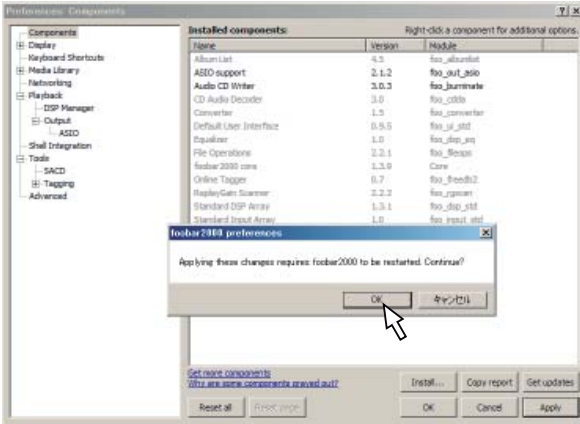 Preferences: Components
Components
Display
Keyboard Shortcuts
Media Library
Networking
Playback
DSP Manager
Output
ASIO
Shell Integration
Tools
SACD
Tagging
Advanced
Installed components:
Right-click a component for additional options.
Name Version Module
Album List 4.5 foo_albumlist
ASIO support 2.1.2 foo_out_asio
Audio CD Writer 3.0.3 foo_burninate
CD Audio Decoder 3.0 foo_cdda
Converter 1.5 foo_converter
Default User Interface 0.9.5 foo_ui_std
Equalizer 1.0 foo_dsp_eq
File Operations 2.2.1 foo_fileops
foobar2000 core 1.3.8 Core
Online Tagger 0.7 foo_freedb2
ReplayGain Scanner 2.2.2 foo_rgscan
Standard DSP Array 1.3.1 foo_dsp_std
Standard Input Array 1.0 foo_input_std
foobar2000 preferences
Applying these changes requires foobar2000 to be restarted. Continue?
OK キャンセル
Get more components
Why are some components grayed out?
Install... Copy report Get updates
Reset all Reset page OK Cancel Apply